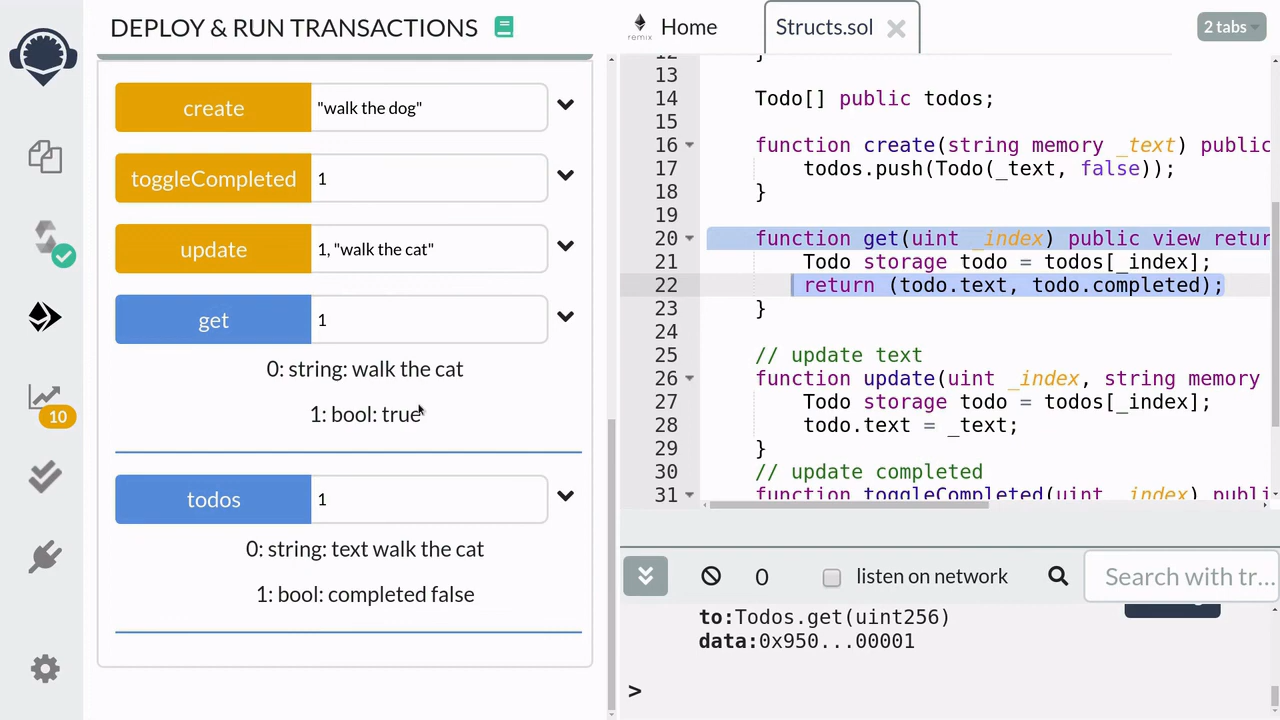 DEPLOY & RUN TRANSACTIONS
create "walk the dog"
toggleCompleted 1
update 1, "walk the cat"
get 1
0: string: walk the cat
1: bool: true
todos 1
0: string: text walk the cat
1: bool: completed false
10
remix Home Structs.sol 2 tabs
13
14 Todo[] public todos;
15
16 function create(string memory _text) public
17 todos.push(Todo(_text, false));
18 }
19
20 function get(uint _index) public view retur
21 Todo storage todo = todos[_index];
22 return (todo.text, todo.completed);
23 }
24
25 // update text
26 function update(uint _index, string memory
27 Todo storage todo = todos[_index];
28 todo.text = _text;
29 }
30 // update completed
31 function toggleCompleted(uint _index) publi
0 listen on network Search with tr...
to:Todos.get(uint256)
data:0x950...00001
>